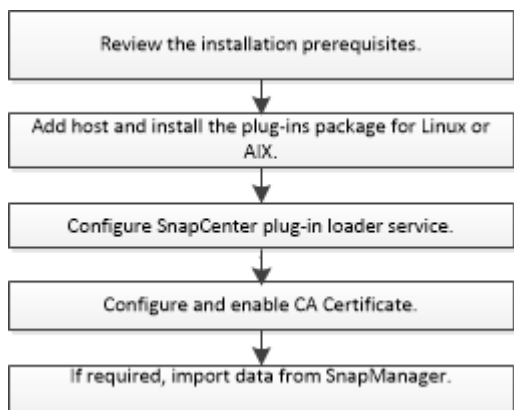 Review the installation prerequisites.
Add host and install the plug-ins package for Linux or
AIX.
Configure SnapCenter plug-in loader service.
Configure and enable CA Certificate.
If required, import data from SnapManager.